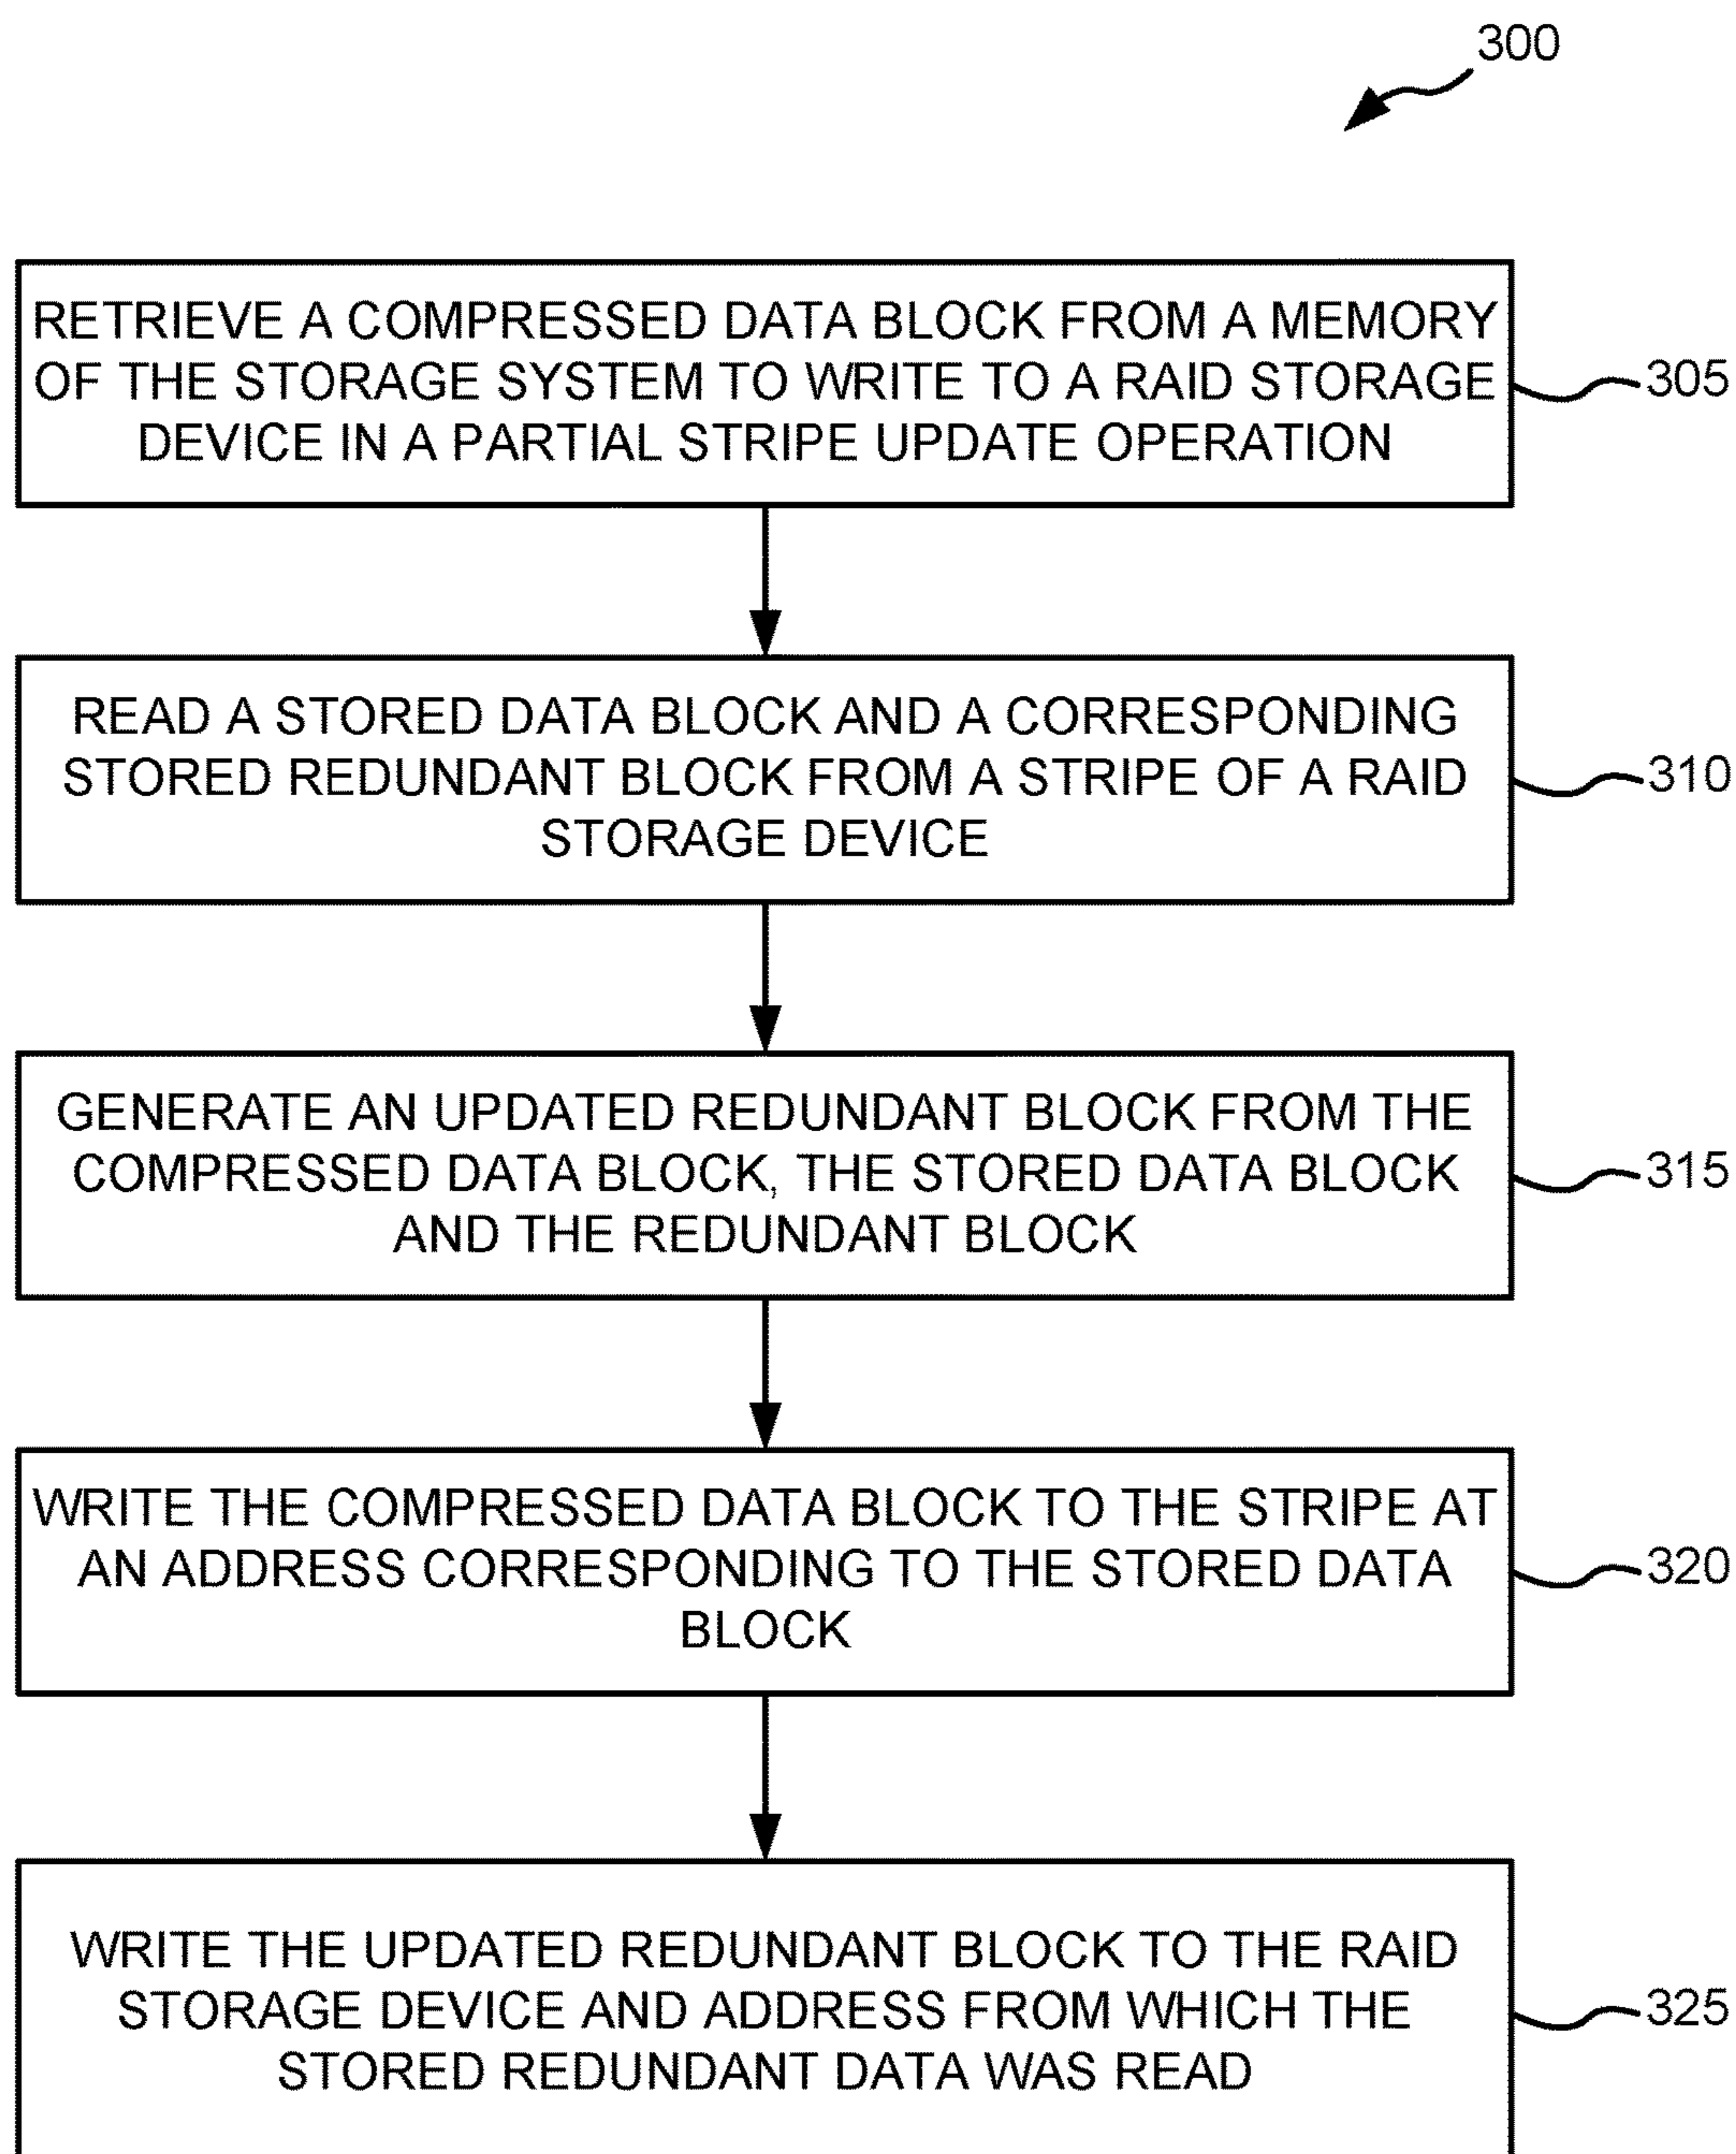 300
RETRIEVE A COMPRESSED DATA BLOCK FROM A MEMORY
OF THE STORAGE SYSTEM TO WRITE TO A RAID STORAGE
DEVICE IN A PARTIAL STRIPE UPDATE OPERATION
305
READ A STORED DATA BLOCK AND A CORRESPONDING
STORED REDUNDANT BLOCK FROM A STRIPE OF A RAID
STORAGE DEVICE
310
GENERATE AN UPDATED REDUNDANT BLOCK FROM THE
COMPRESSED DATA BLOCK, THE STORED DATA BLOCK
AND THE REDUNDANT BLOCK
315
WRITE THE COMPRESSED DATA BLOCK TO THE STRIPE AT
AN ADDRESS CORRESPONDING TO THE STORED DATA
BLOCK
320
WRITE THE UPDATED REDUNDANT BLOCK TO THE RAID
STORAGE DEVICE AND ADDRESS FROM WHICH THE
STORED REDUNDANT DATA WAS READ
325